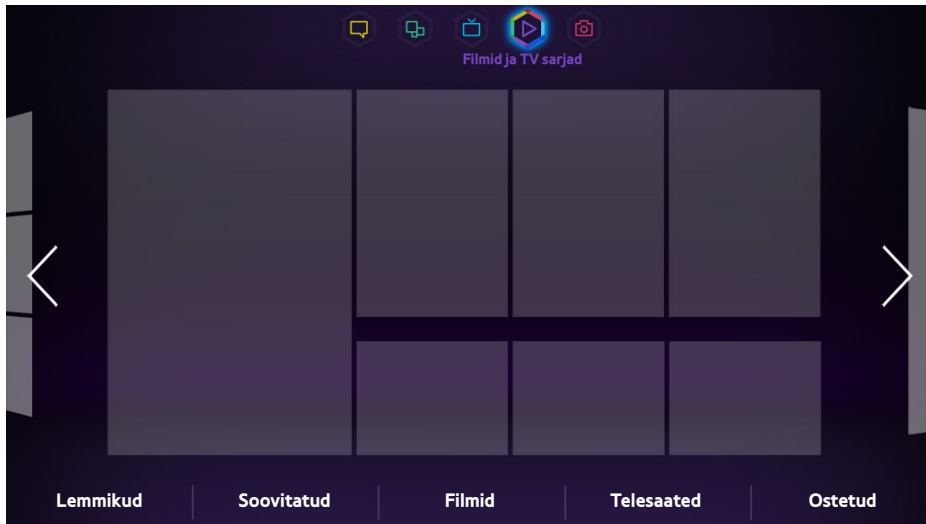 Filmid ja TV sarjad
Lemmikud
Soovitatud
Filmid
Telesaated
Ostetud